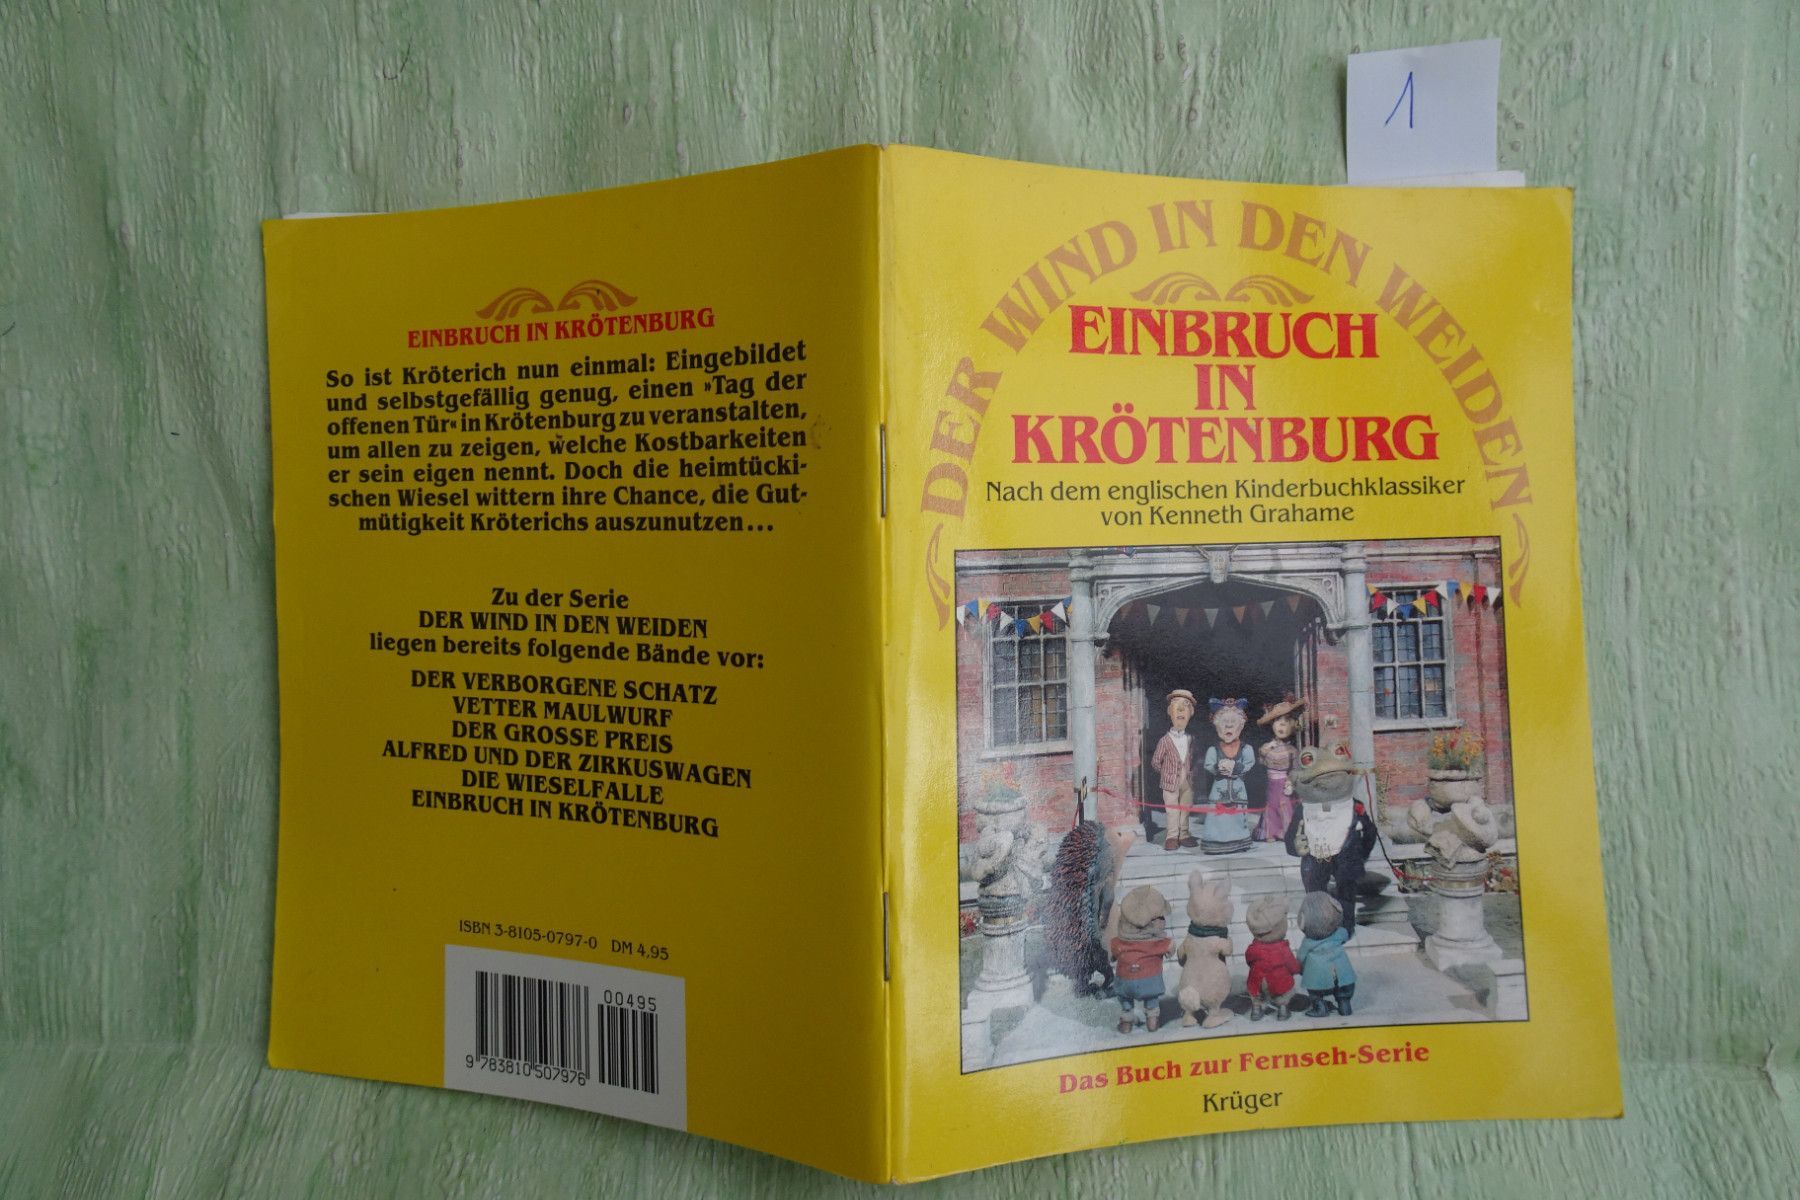 1
EINBRUCH IN KRÖTENBURG
So ist Kröterich nun einmal: Eingebildet
und selbstgefällig genug, einen »Tag der
offenen Tür« in Krötenburg zu veranstalten,
um allen zu zeigen, welche Kostbarkeiten
er sein eigen nennt. Doch die heimtücki-
schen Wiesel wittern ihre Chance, die Gut-
mütigkeit Kröterichs auszunutzen...
Zu der Serie
DER WIND IN DEN WEIDEN
liegen bereits folgende Bände vor:
DER VERBORGENE SCHATZ
VETTER MAULWURF
DER GROSSE PREIS
ALFRED UND DER ZIRKUSWAGEN
DIE WIESELFALLE
EINBRUCH IN KRÖTENBURG
ISBN 3-8105-0797-0 DM 4,95
00495
9 783810 507976
DER WIND IN DEN WEIDEN
EINBRUCH
IN
KRÖTENBURG
Nach dem englischen Kinderbuchklassiker
von Kenneth Grahame
Das Buch zur Fernseh-Serie
Krüger